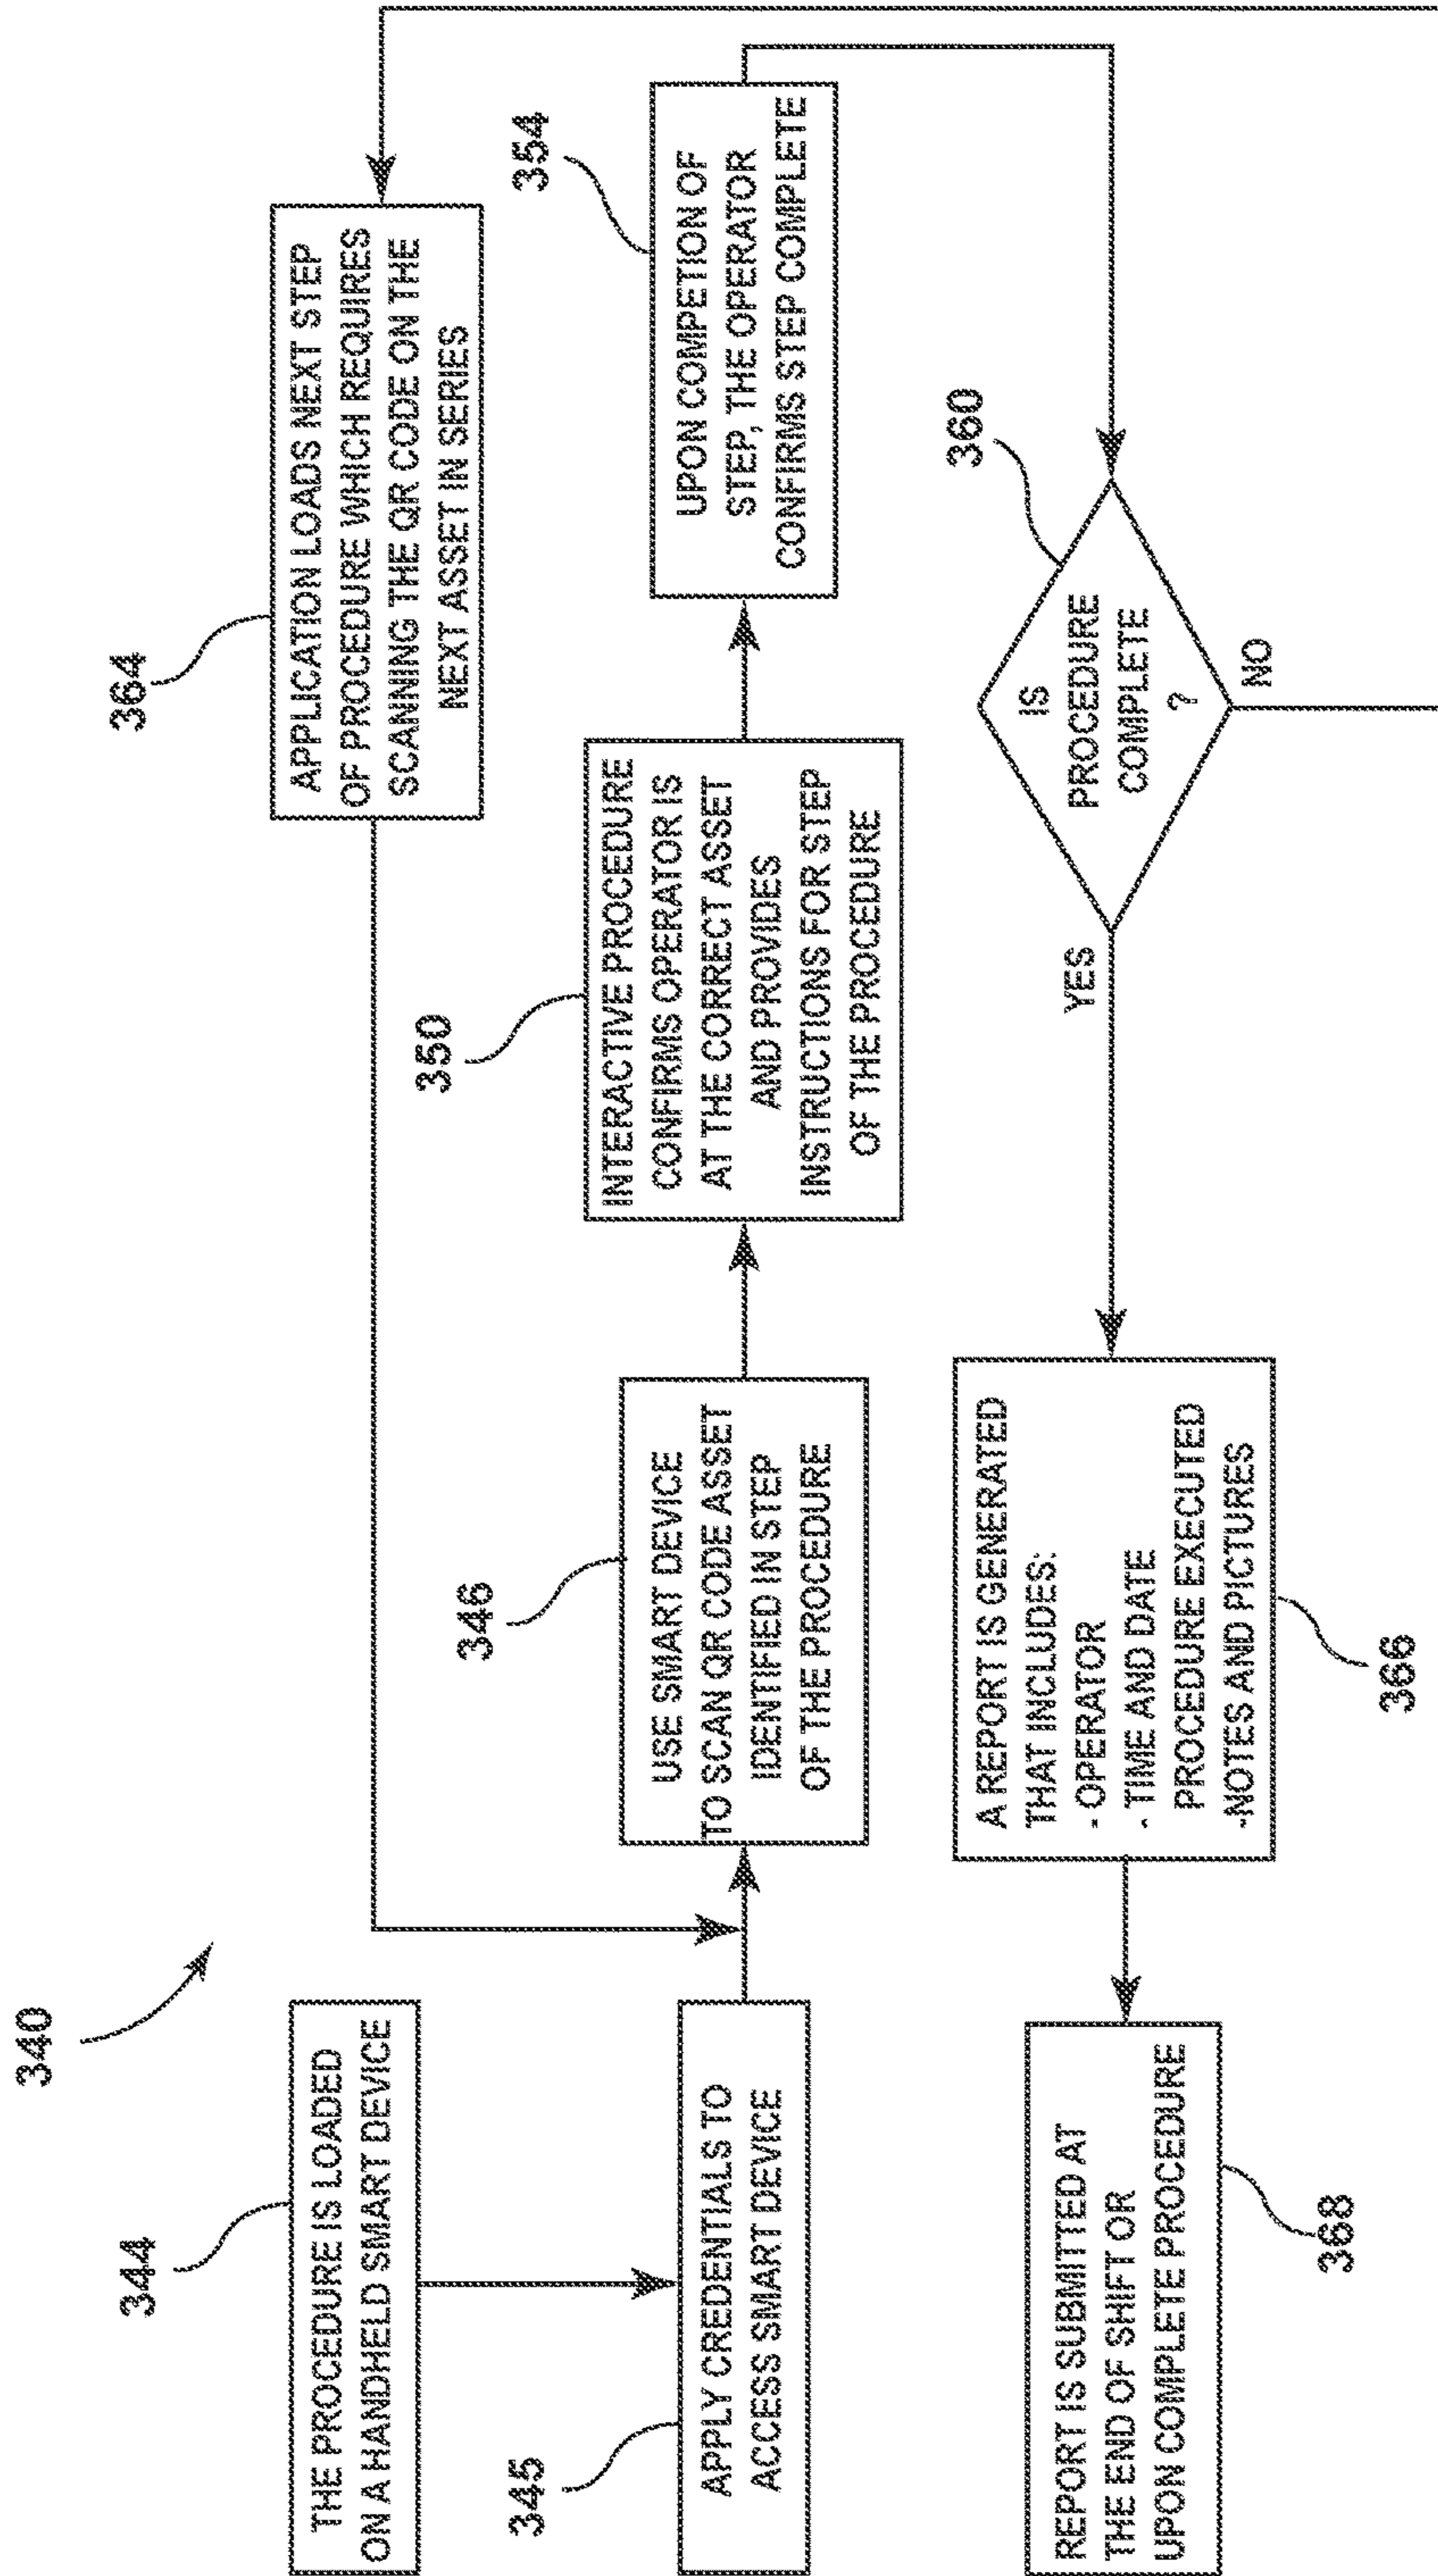 340
344
THE PROCEDURE IS LOADED
ON A HANDHELD SMART DEVICE
345
APPLY CREDENTIALS TO
ACCESS SMART DEVICE
346
USE SMART DEVICE
TO SCAN QR CODE ASSET
IDENTIFIED IN STEP
OF THE PROCEDURE
350
INTERACTIVE PROCEDURE
CONFIRMS OPERATOR IS
AT THE CORRECT ASSET
AND PROVIDES
INSTRUCTIONS FOR STEP
OF THE PROCEDURE
354
UPON COMPETION OF
STEP, THE OPERATOR
CONFIRMS STEP COMPLETE
360
IS
PROCEDURE
COMPLETE
?
NO
YES
364
APPLICATION LOADS NEXT STEP
OF PROCEDURE WHICH REQUIRES
SCANNING THE QR CODE ON THE
NEXT ASSET IN SERIES
A REPORT IS GENERATED
THAT INCLUDES:
- OPERATOR
- TIME AND DATE
PROCEDURE EXECUTED
-NOTES AND PICTURES
366
REPORT IS SUBMITTED AT
THE END OF SHIFT OR
UPON COMPLETE PROCEDURE
368